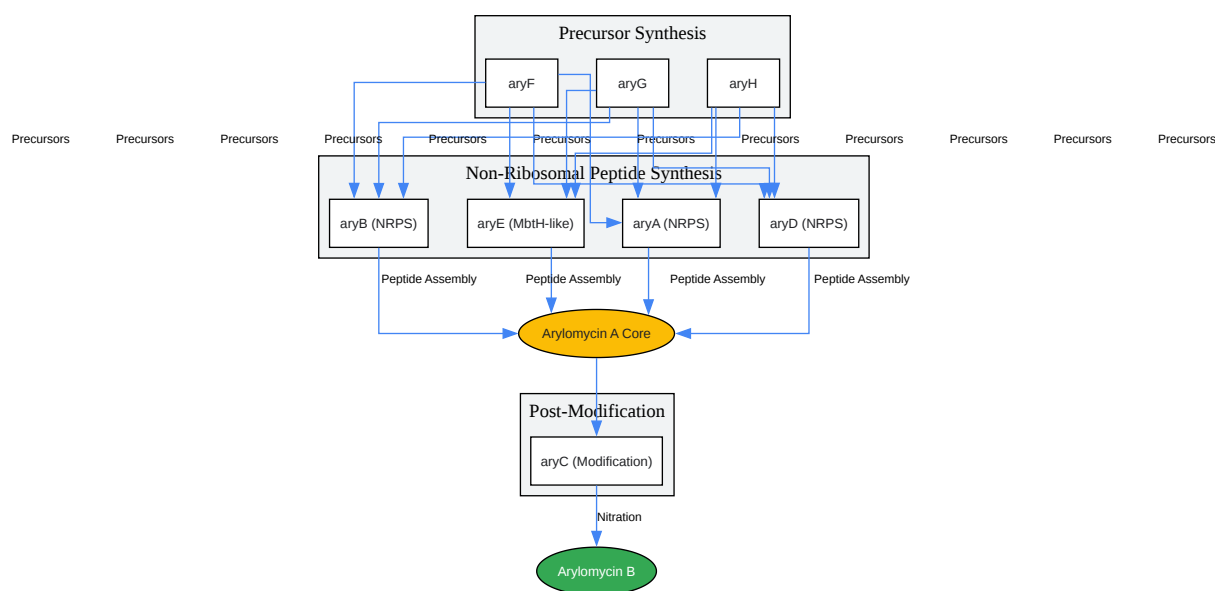 Precursor Synthesis
aryF
aryG
aryH
Precursors
Precursors
Precursors
Precursors
Precursors
Precursors
Precursors
Precursors
Precursors
Precursors
Precursors
Precursors
Non-Ribosomal Peptide Synthesis
aryB (NRPS)
aryE (MbtH-like)
aryA (NRPS)
aryD (NRPS)
Peptide Assembly
Peptide Assembly
Peptide Assembly
Peptide Assembly
Arylomycin A Core
Post-Modification
aryC (Modification)
Nitration
Arylomycin B